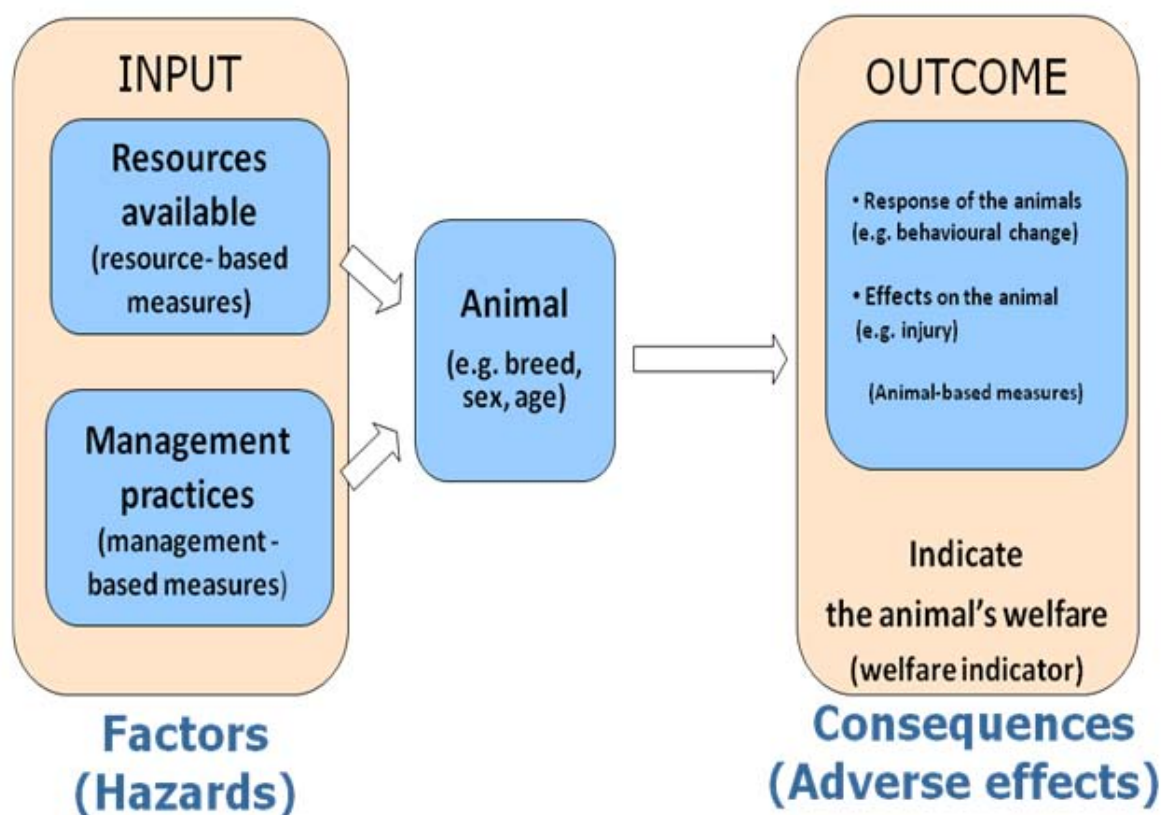 INPUT
Resources
available
(resource- based
measures)
Management
practices
(management -
based measures)
Factors
(Hazards)
Animal
(e.g. breed,
sex, age)
OUTCOME
• Response of the animals
(e.g. behavioural change)
• Effects on the animal
(e.g. injury)
(Animal-based measures)
Indicate
the animal's welfare
(welfare indicator)
Consequences
(Adverse effects)